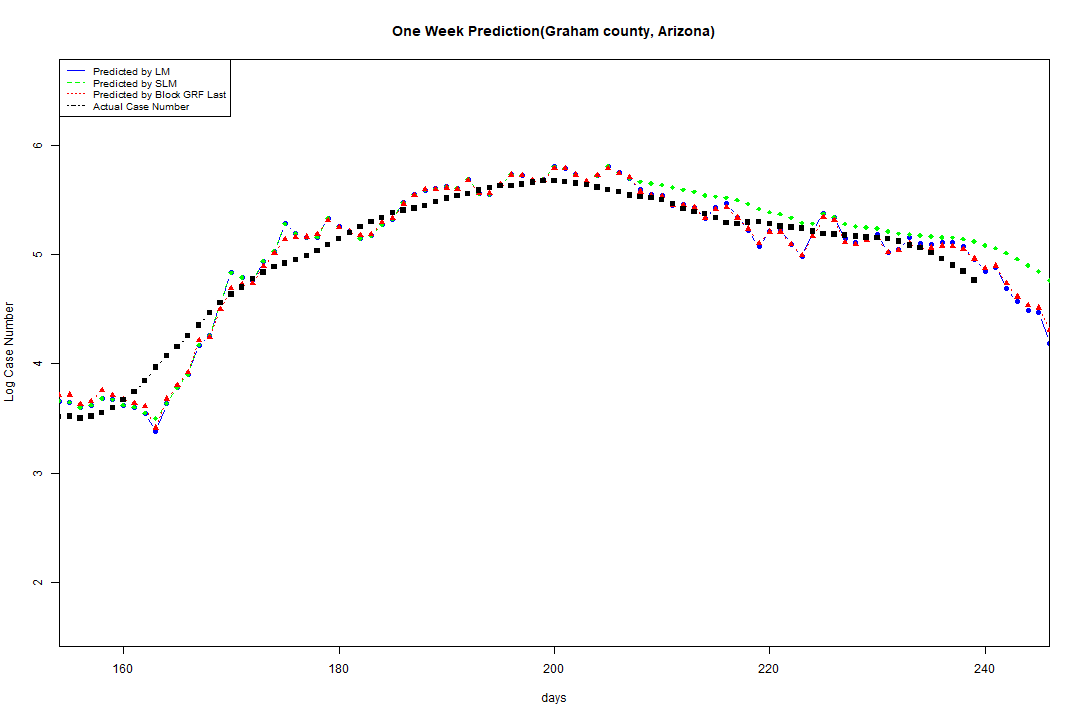 One Week Prediction(Graham county, Arizona)
Predicted by LM
Predicted by SLM
Predicted by Block GRF Last
Actual Case Number
6
5
4
3
2
Log Case Number
160 180 200 220 240
days